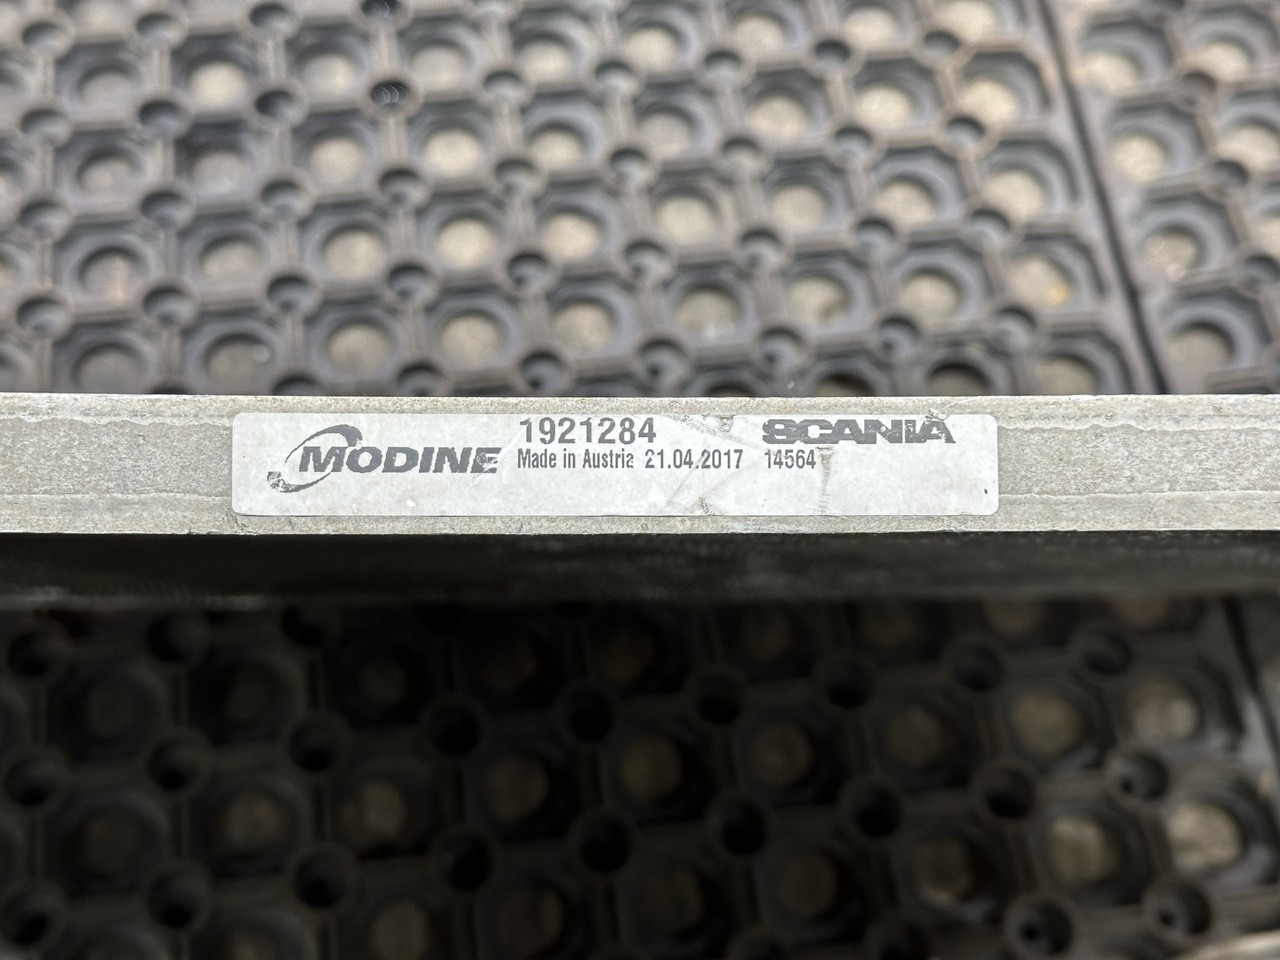 MODINE 1921284 SCANIA
Made in Austria 21.04.2017 14564